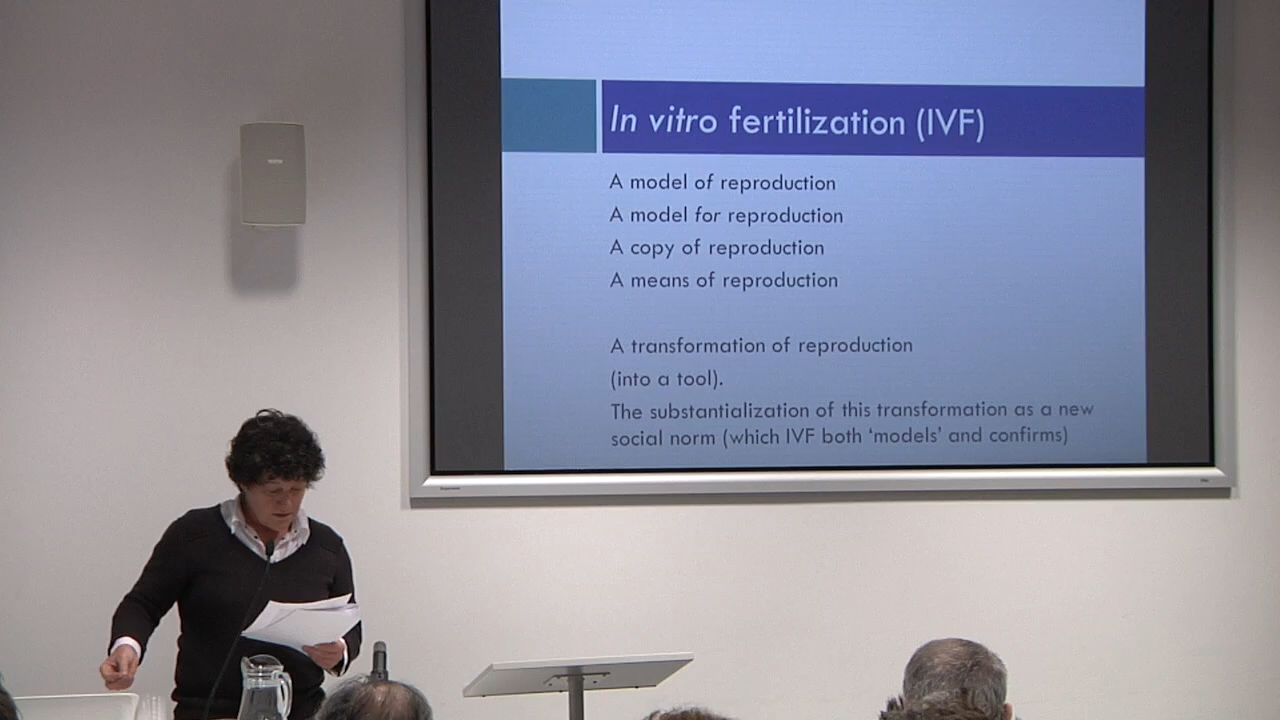 In vitro fertilization (IVF)
A model of reproduction
A model for reproduction
A copy of reproduction
A means of reproduction
A transformation of reproduction
(into a tool).
The substantialization of this transformation as a new
social norm (which IVF both ‘models’ and confirms)